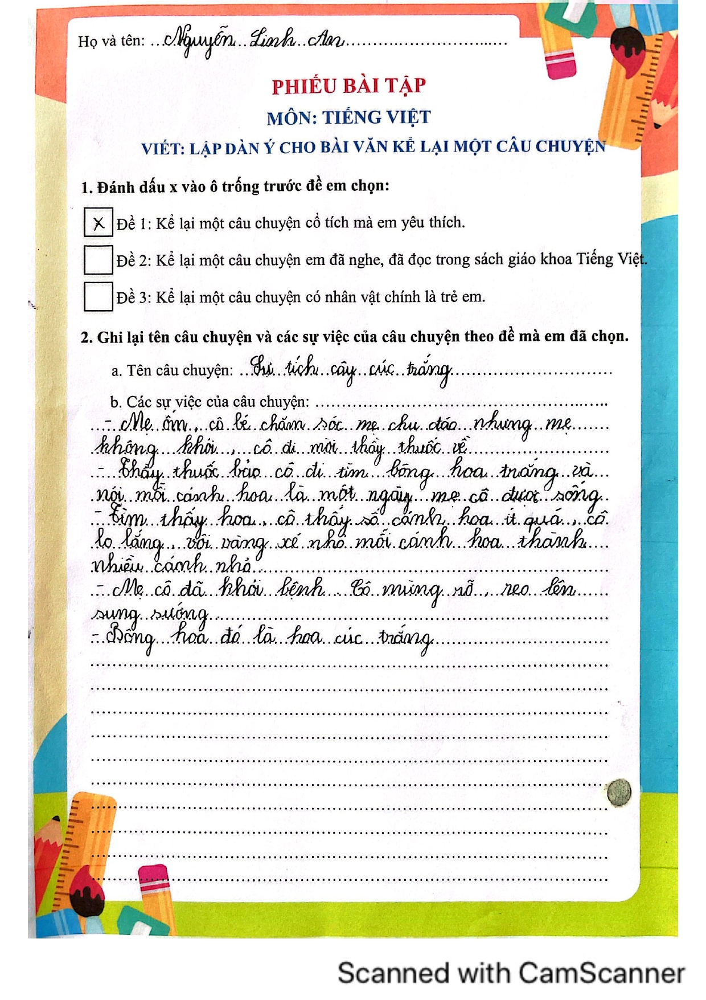 Họ và tên: Nguyễn Linh An
PHIẾU BÀI TẬP
MÔN: TIẾNG VIỆT
VIẾT: LẬP DÀN Ý CHO BÀI VĂN KỂ LẠI MỘT CÂU CHUYỆN
1. Đánh dấu x vào ô trống trước đề em chọn:
x Đề 1: Kể lại một câu chuyện cổ tích mà em yêu thích.
Đề 2: Kể lại một câu chuyện em đã nghe, đã đọc trong sách giáo khoa Tiếng Việt.
Đề 3: Kể lại một câu chuyện có nhân vật chính là trẻ em.
2. Ghi lại tên câu chuyện và các sự việc của câu chuyện theo đề mà em đã chọn.
a. Tên câu chuyện: Sự tích cây cúc trắng
b. Các sự việc của câu chuyện:
- Mẹ ốm, cô bé chăm sóc mẹ chu đáo nhưng mẹ
không khỏi, cô đi mời thầy thuốc về
- Thầy thuốc bảo cô đi tìm bông hoa trắng và
nói mỗi cánh hoa là một ngày mẹ cô được sống
- Tìm thấy hoa, cô thấy số cánh hoa ít quá, cô
lo lắng, vội vàng xé nhỏ mỗi cánh hoa thành
nhiều cánh nhỏ.
- Mẹ cô đã khỏi bệnh. Cô mừng rỡ, reo lên
sung sướng.
- Bông hoa đó là hoa cúc trắng
Scanned with CamScanner